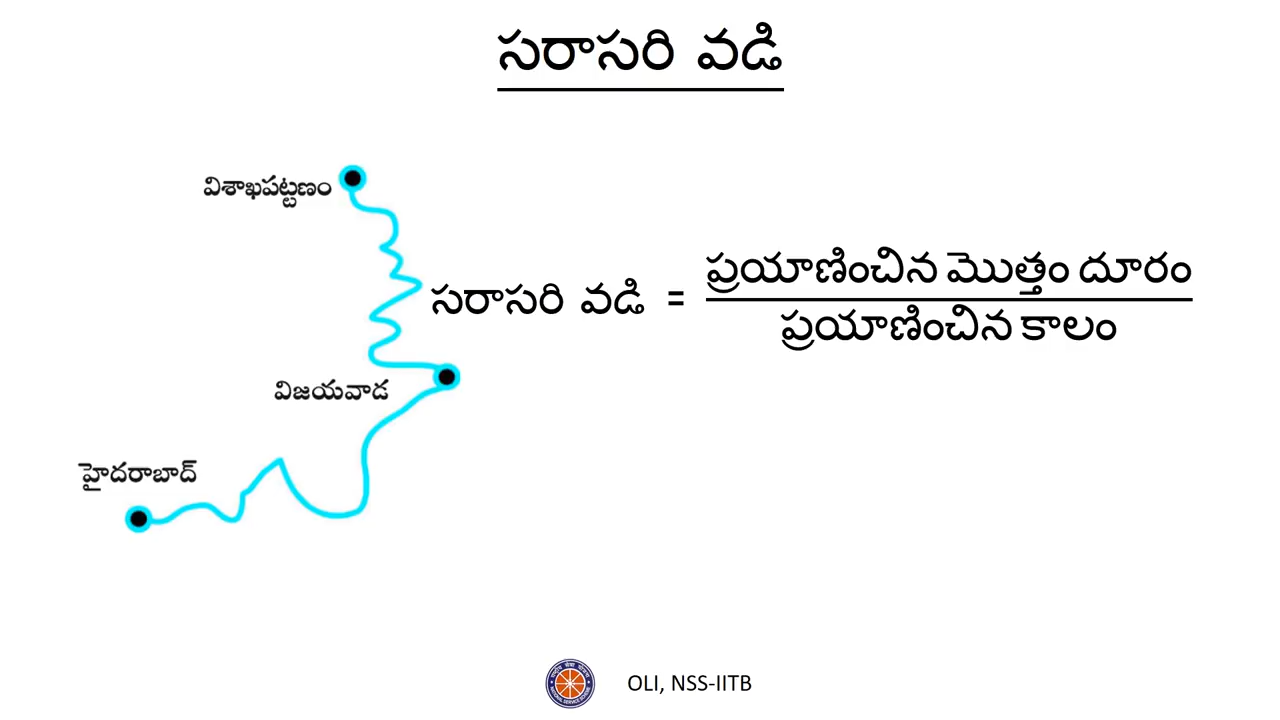 సరాసరి వడి
విశాఖపట్టణం
సరాసరి వడి = ప్రయాణించిన మొత్తం దూరం
ప్రయాణించిన కాలం
విజయవాడ
హైదరాబాద్
OLI, NSS-IITB